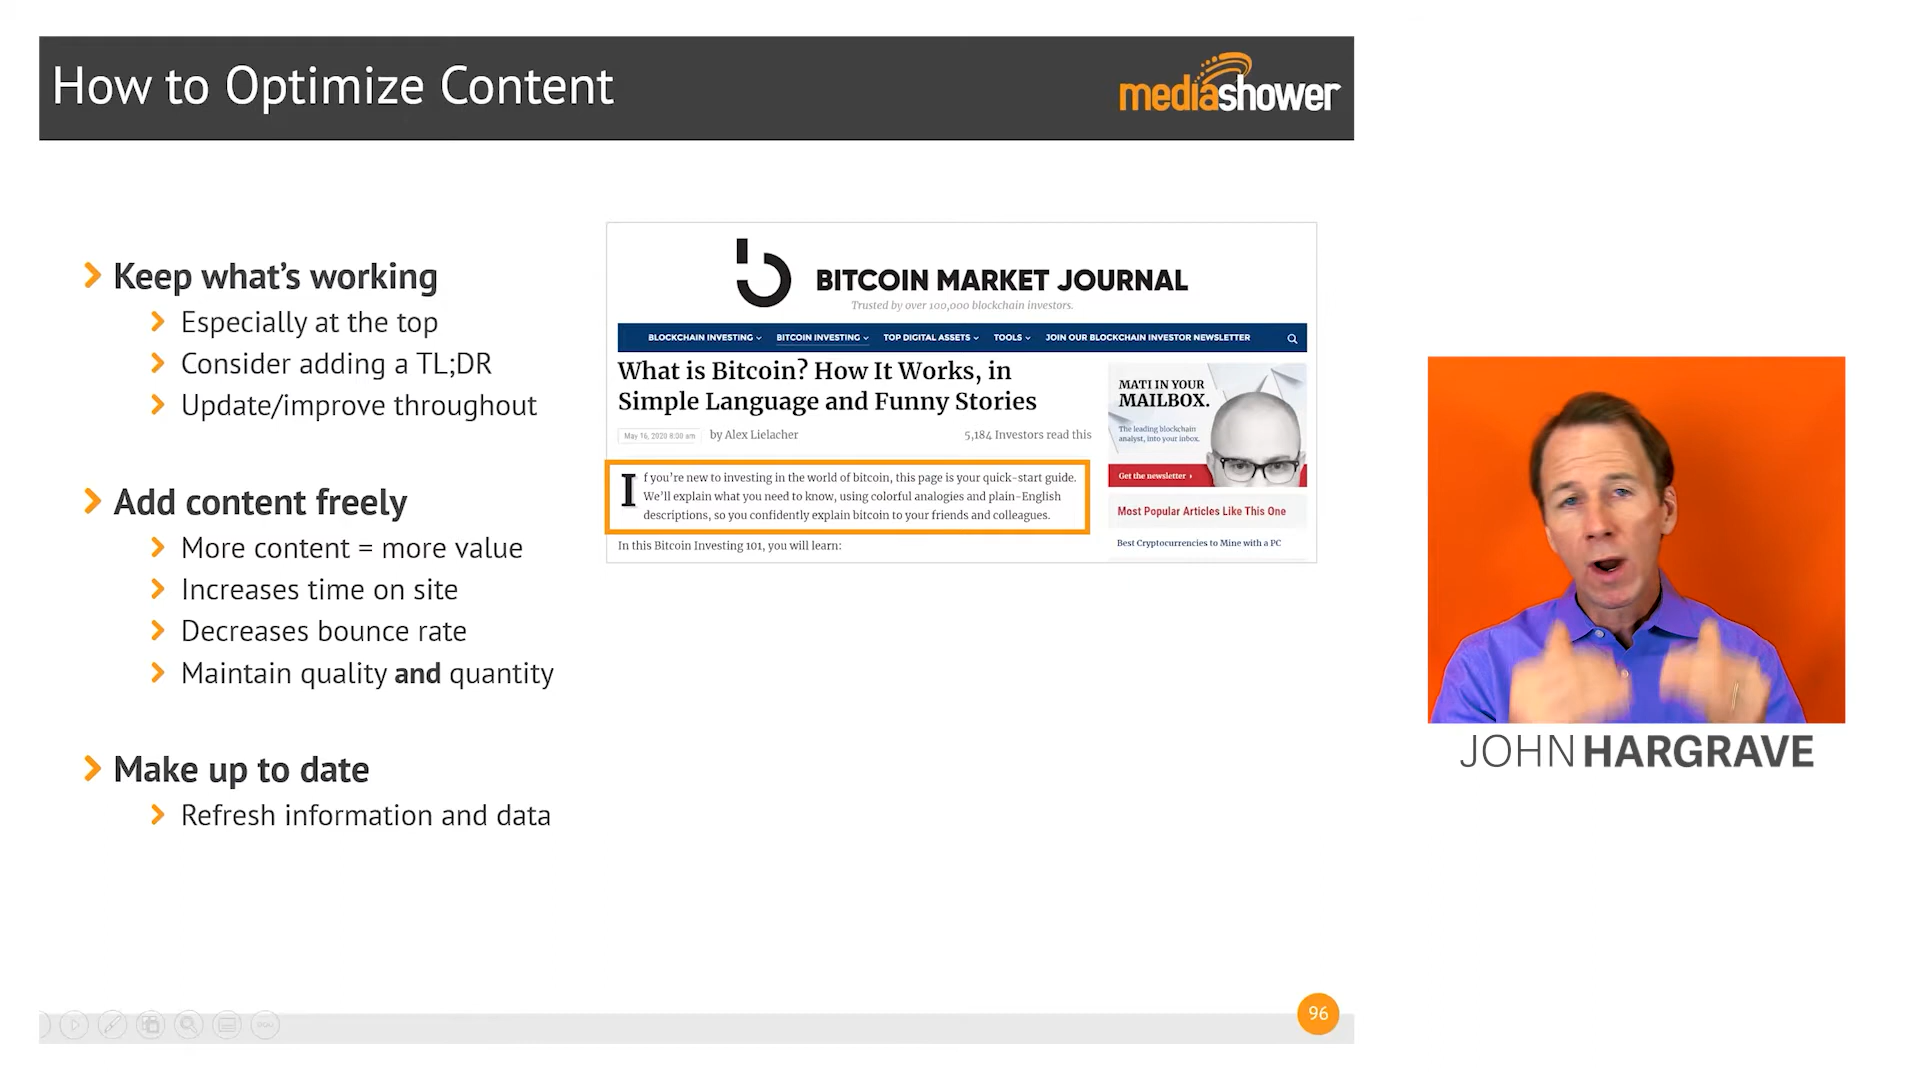 How to Optimize Content
mediashower
Keep what's working
Especially at the top
Consider adding a TL;DR
Update/improve throughout
Add content freely
More content = more value
Increases time on site
Decreases bounce rate
Maintain quality and quantity
Make up to date
Refresh information and data
BITCOIN MARKET JOURNAL
Trusted by over 100,000 blockchain investors.
BLOCKCHAIN INVESTING BITCOIN INVESTING TOP DIGITAL ASSETS TOOLS JOIN OUR BLOCKCHAIN INVESTOR NEWSLETTER
What is Bitcoin? How It Works, in
Simple Language and Funny Stories
May 16, 2020 8:00 am by Alex Lielacher 5,184 Investors read this
If you're new to investing in the world of bitcoin, this page is your quick-start guide.
We'll explain what you need to know, using colorful analogies and plain-English
descriptions, so you confidently explain bitcoin to your friends and colleagues.
In this Bitcoin Investing 101, you will learn:
MATI IN YOUR
MAILBOX.
The leading blockchain
analyst, into your inbox.
Get the newsletter
Most Popular Articles Like This One
Best Cryptocurrencies to Mine with a PC
JOHN HARGRAVE
96